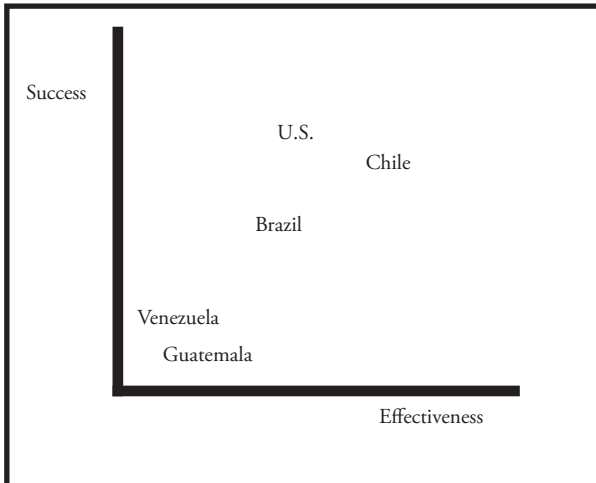 Success
U.S.
Chile
Brazil
Venezuela
Guatemala
Effectiveness